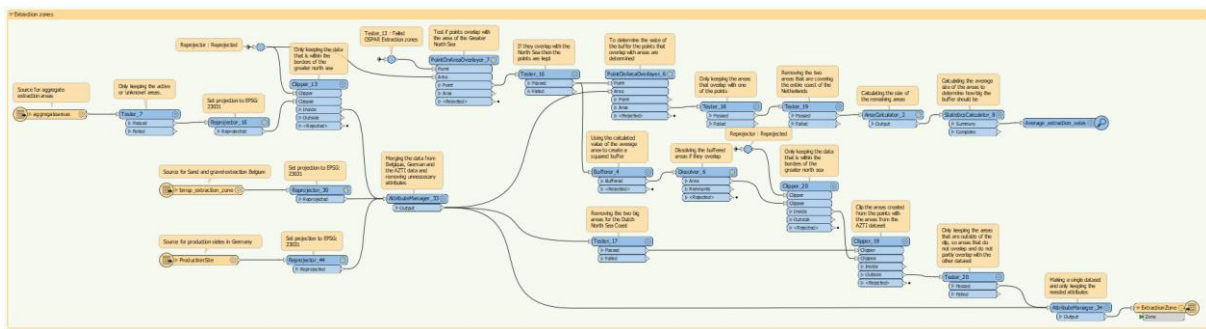 Extraction zones
Reprojector : Reprojected
Only keeping the data
that is within the
borders of the
greater north sea
Tester_12 : Failed
OSPAR Extraction zones
Test if points overlap with
the area of the Greater
North Sea
If they overlap with the
North Sea then the
points are kept
To determine the value of
the buffer the points that
overlap with areas are
determined
PointOnAreaOverlayer_7
Point
Area
Point
Area
<Rejected>
Tester_16
Passed
Failed
PointOnAreaOverlayer_6
Point
Area
Point
Area
<Rejected>
Only keeping the areas
that overlap with one
of the points
Removing the two
areas that are covering
the entire coast of the
Netherlands
Calculating the size of
the remaining areas
Calculating the average
size of the areas to
determine how big the
buffer should be
Tester_18
Passed
Failed
Tester_19
Passed
Failed
AreaCalculator_2
Output
StatisticsCalculator_8
Summary
Complete
Average_extraction_value
Source for aggregate
extraction areas
aggregateareas
Only keeping the active
or unknown areas.
Tester_7
Passed
Failed
Set projection to EPSG
23031
Reprojector_16
Reprojected
Clipper_13
Clipper
Clippee
Inside
Outside
<Rejected>
Source for Sand and gravel extraction Belgium
Set projection to EPSG
23031
Reprojector_39
Reprojected
Merging the data from
Belgium, German and
the AZTI data and
removing unnecessary
attributes
AttributeManager_33
Output
Source for production sites in Germany
ProductionSite
Set projection to EPSG
23031
Reprojector_44
Reprojected
Using the calculated
value of the average
area to create a
squared buffer
Buffer_4
Buffered
<Rejected>
Dissolving the buffered
areas if they overlap
Dissolver_6
Area
Remnants
<Rejected>
Reprojector : Reprojected
Only keeping the data
that is within the
borders of the
greater north sea
Clipper_20
Clipper
Clippee
Inside
Outside
<Rejected>
Removing the two big
areas for the Dutch
North Sea Coast
Tester_17
Passed
Failed
Clip the areas created
from the points with
the areas from the
AZTI dataset
Clipper_19
Clipper
Clippee
Inside
Outside
<Rejected>
Only keeping the areas
that are outside of the
clip, so areas that do
not overlap and do not
partly overlap with the
other dataset
Tester_20
Passed
Failed
Making a single dataset
and only keeping the
needed attributes
AttributeManager_34
Output
ExtractionZone